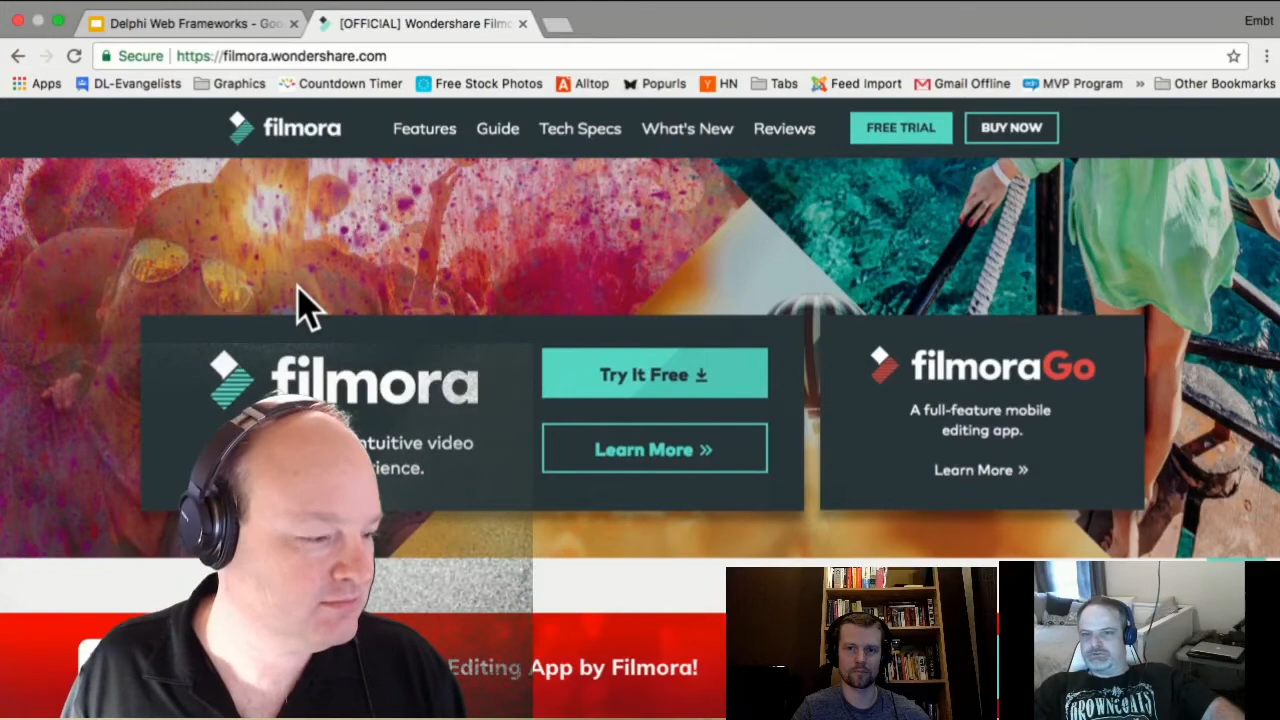 Delphi Web Frameworks - Goo
[OFFICIAL] Wondershare Filmo
Embt
Secure https://filmora.wondershare.com
Apps DL-Evangelists Graphics Countdown Timer Free Stock Photos Alltop Popurls HN Tabs Feed Import Gmail Offline MVP Program » Other Bookmarks
filmora Features Guide Tech Specs What's New Reviews FREE TRIAL BUY NOW
filmora
ntuitive video
ience.
Try It Free
Learn More »
filmoraGo
A full-feature mobile
editing app.
Learn More »
Editing App by Filmora!
BROWNCOATS